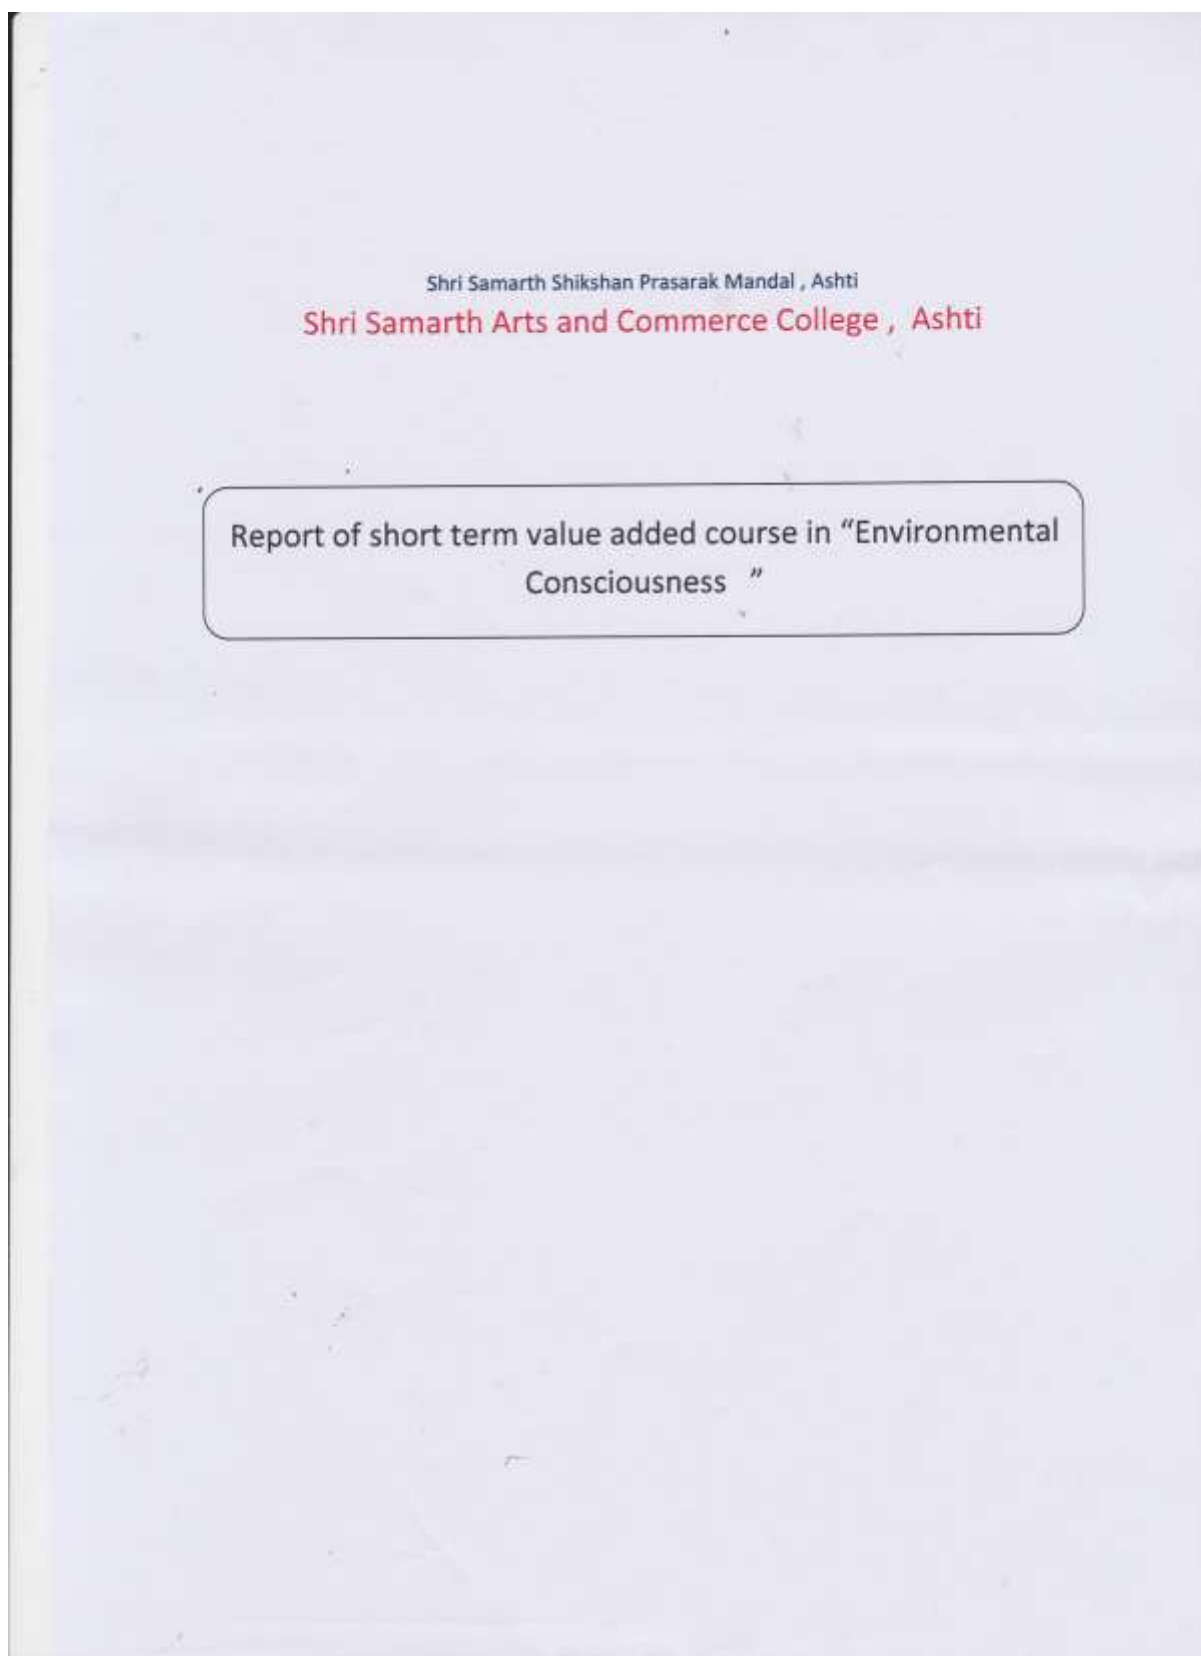 Shri Samarth Shikshan Prasarak Mandal , Ashti
Shri Samarth Arts and Commerce College , Ashti
Report of short term value added course in “Environmental
Consciousness ”